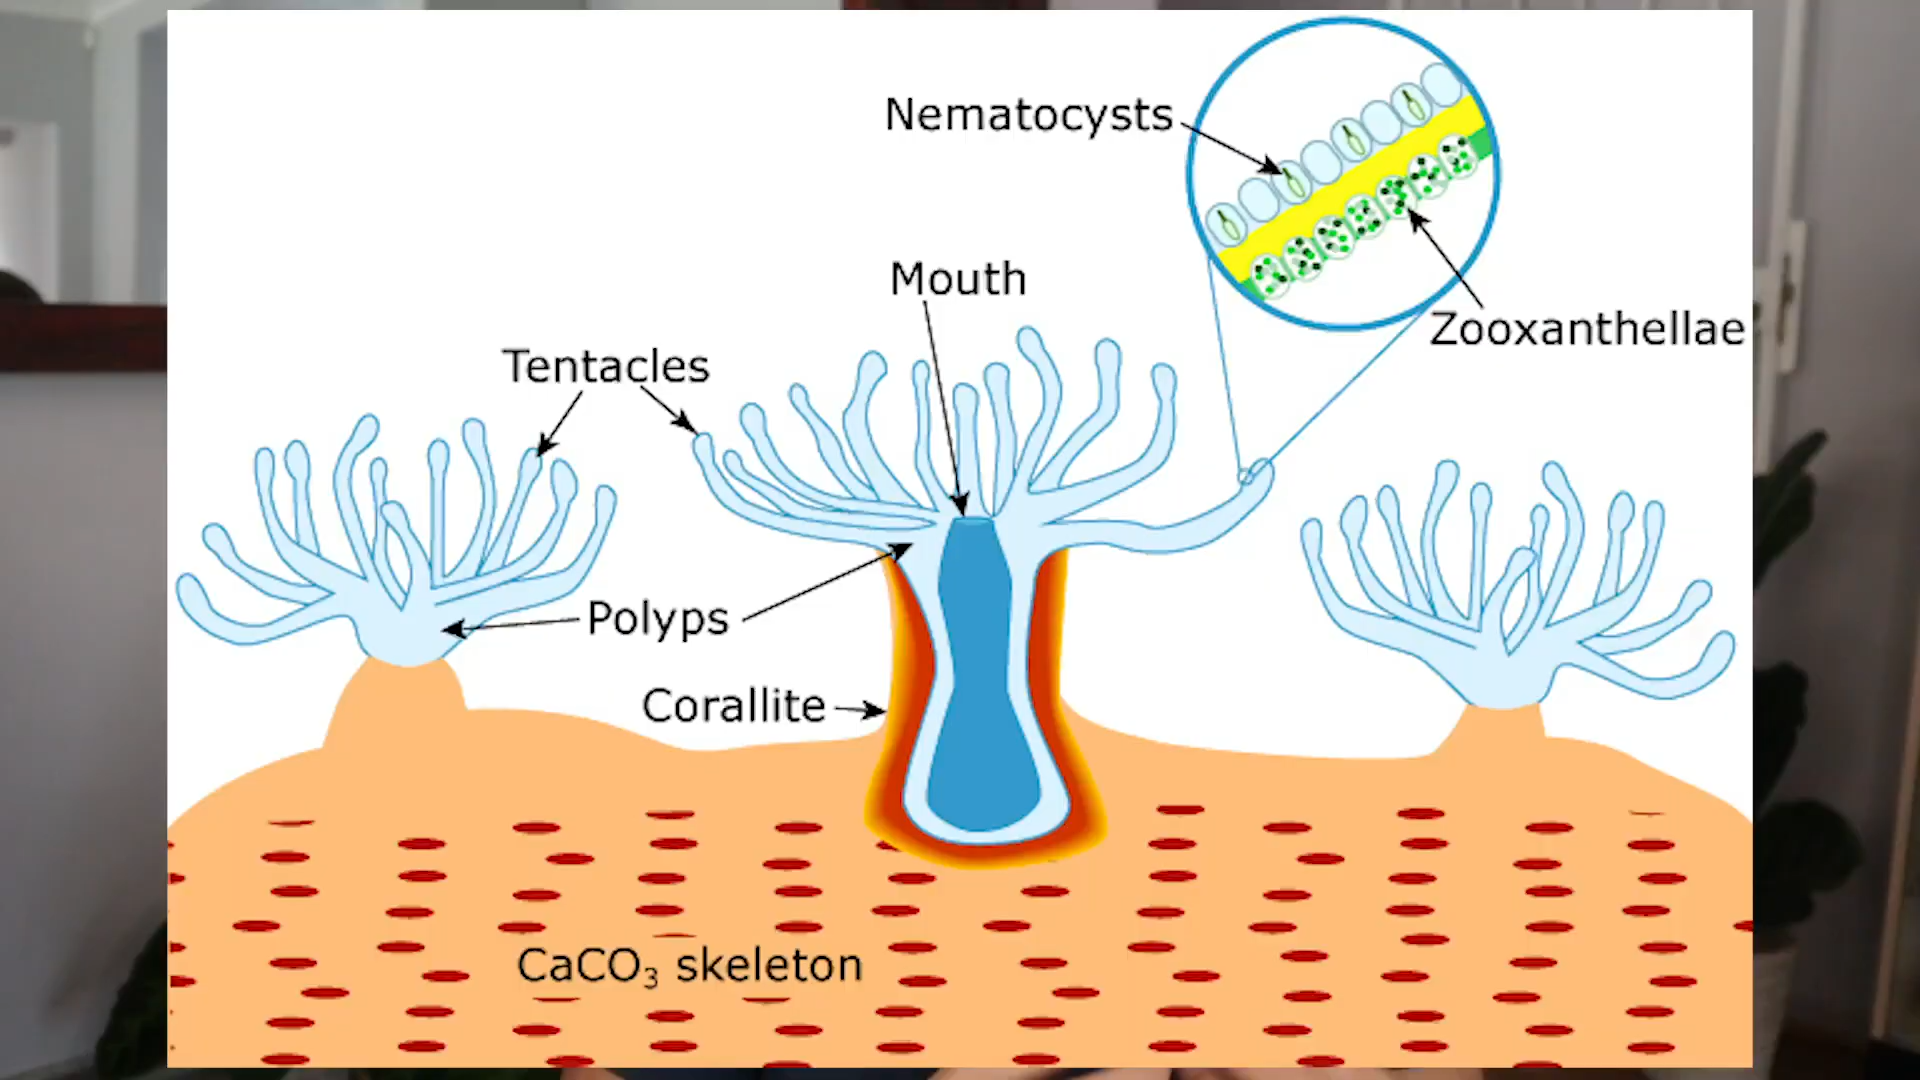 Nematocysts
Mouth
Zooxanthellae
Tentacles
Polyps
Corallite
CaCO₃ skeleton